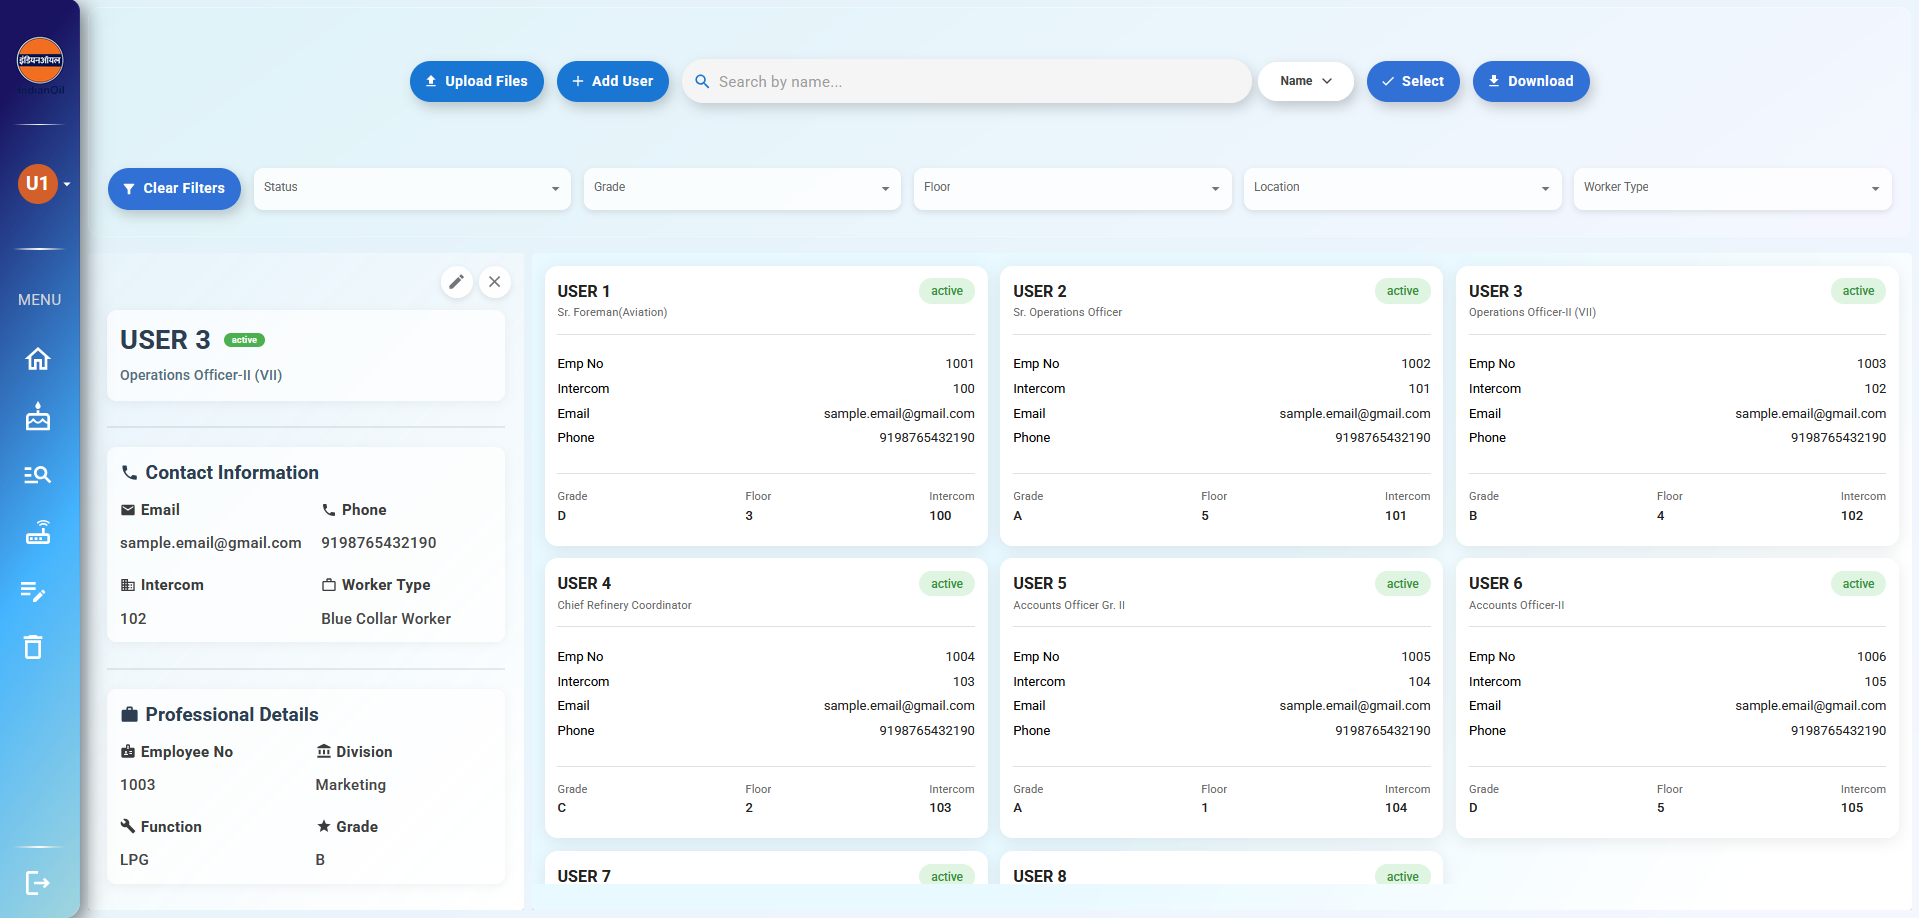 इंडियनऑयल
IndianOil
U1
MENU
Upload Files
Add User
Search by name...
Name
Select
Download
Clear Filters
Status
Grade
Floor
Location
Worker Type
USER 3 active
Operations Officer-II (VII)
Contact Information
Email Phone
sample.email@gmail.com 9198765432190
Intercom Worker Type
102 Blue Collar Worker
Professional Details
Employee No Division
1003 Marketing
Function Grade
LPG B
USER 1 active
Sr. Foreman(Aviation)
Emp No 1001
Intercom 100
Email sample.email@gmail.com
Phone 9198765432190
Grade Floor Intercom
D 3 100
USER 2 active
Sr. Operations Officer
Emp No 1002
Intercom 101
Email sample.email@gmail.com
Phone 9198765432190
Grade Floor Intercom
A 5 101
USER 3 active
Operations Officer-II (VII)
Emp No 1003
Intercom 102
Email sample.email@gmail.com
Phone 9198765432190
Grade Floor Intercom
B 4 102
USER 4 active
Chief Refinery Coordinator
Emp No 1004
Intercom 103
Email sample.email@gmail.com
Phone 9198765432190
Grade Floor Intercom
C 2 103
USER 5 active
Accounts Officer Gr. II
Emp No 1005
Intercom 104
Email sample.email@gmail.com
Phone 9198765432190
Grade Floor Intercom
A 1 104
USER 6 active
Accounts Officer-II
Emp No 1006
Intercom 105
Email sample.email@gmail.com
Phone 9198765432190
Grade Floor Intercom
D 5 105
USER 7 active
USER 8 active